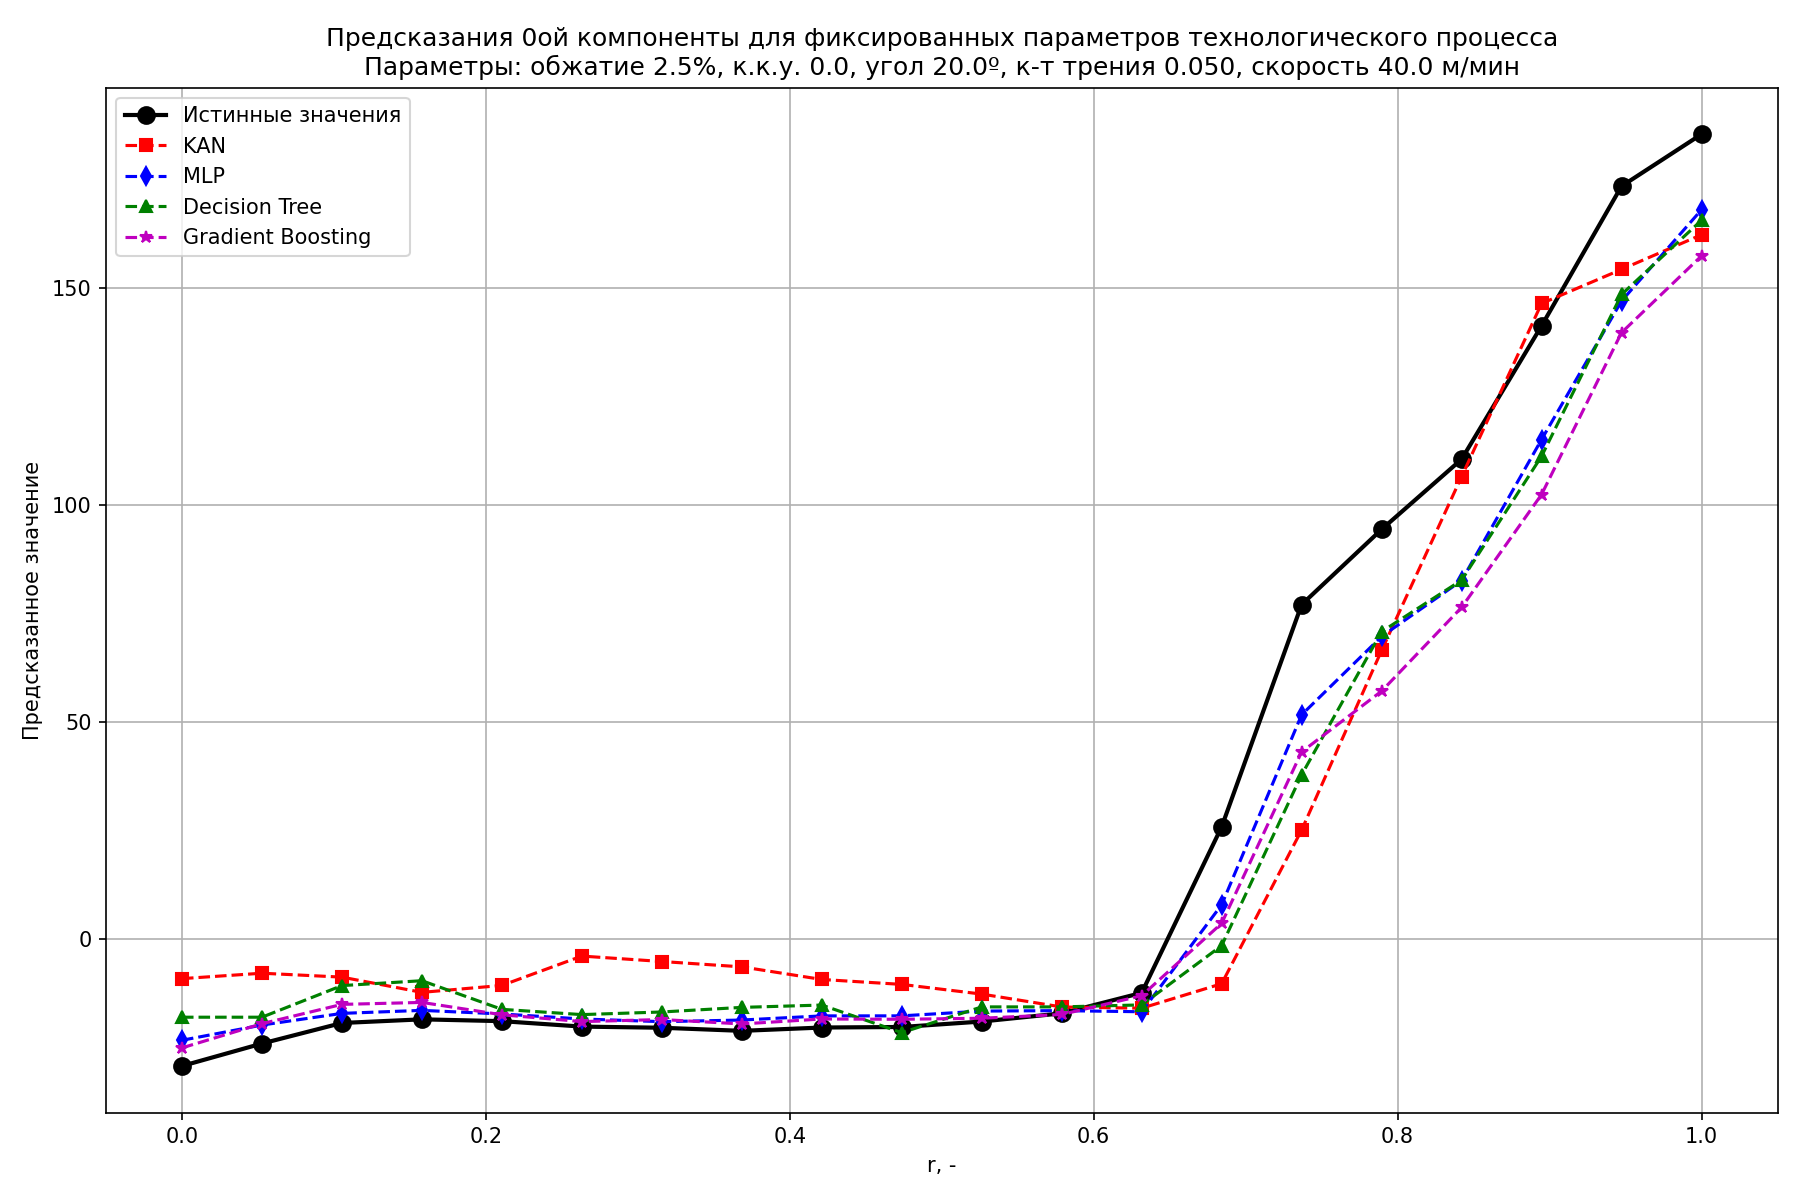 Предсказания 0ой компоненты для фиксированных параметров технологического процесса
Параметры: обжатие 2.5%, к.к.у. 0.0, угол 20.0º, к-т трения 0.050, скорость 40.0 м/мин
Истинные значения
KAN
MLP
Decision Tree
Gradient Boosting
Предсказанное значение
150
100
50
0
0.0 0.2 0.4 0.6 0.8 1.0
r, -